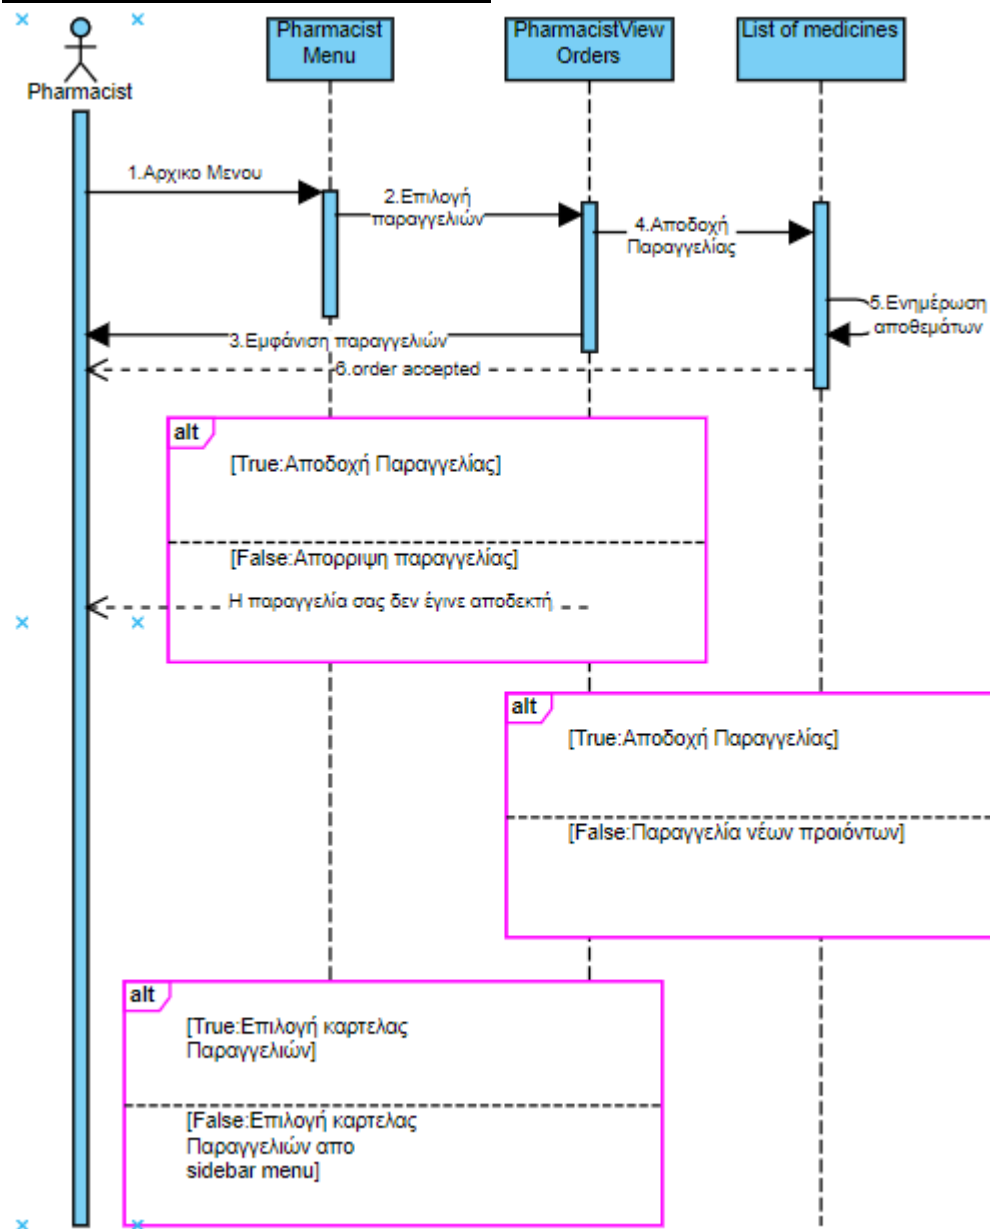 Pharmacist
Pharmacist
Menu
PharmacistView
Orders
List of medicines
1.Αρχικο Μενου
2.Επιλογή
παραγγελιών
4.Αποδοχή
Παραγγελίας
5.Ενημέρωση
αποθεμάτων
3.Εμφάνιση παραγγελιών
6.order accepted
alt
[True:Αποδοχή Παραγγελίας]
[False:Απορριψη παραγγελίας]
Η παραγγελία σας δεν έγινε αποδεκτή
alt
[True:Αποδοχή Παραγγελίας]
[False:Παραγγελία νέων προιόντων]
alt
[True:Επιλογή καρτελας
Παραγγελιών]
[False:Επιλογή καρτελας
Παραγγελιών απο
sidebar menu]